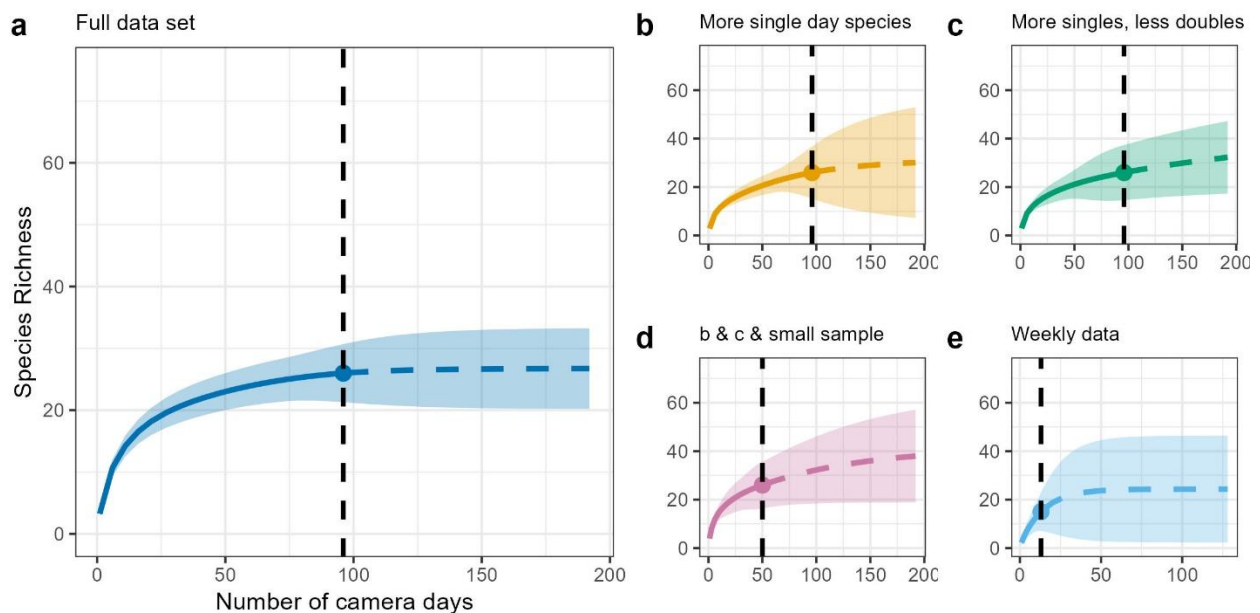 a Full data set
60
40
20
0
0 50 100 150 200
Species Richness
Number of camera days
b More single day species
60
40
20
0
0 50 100 150 200
c More singles, less doubles
60
40
20
0
0 50 100 150 200
d b & c & small sample
60
40
20
0
0 50 100 150 200
e Weekly data
60
40
20
0
0 50 100